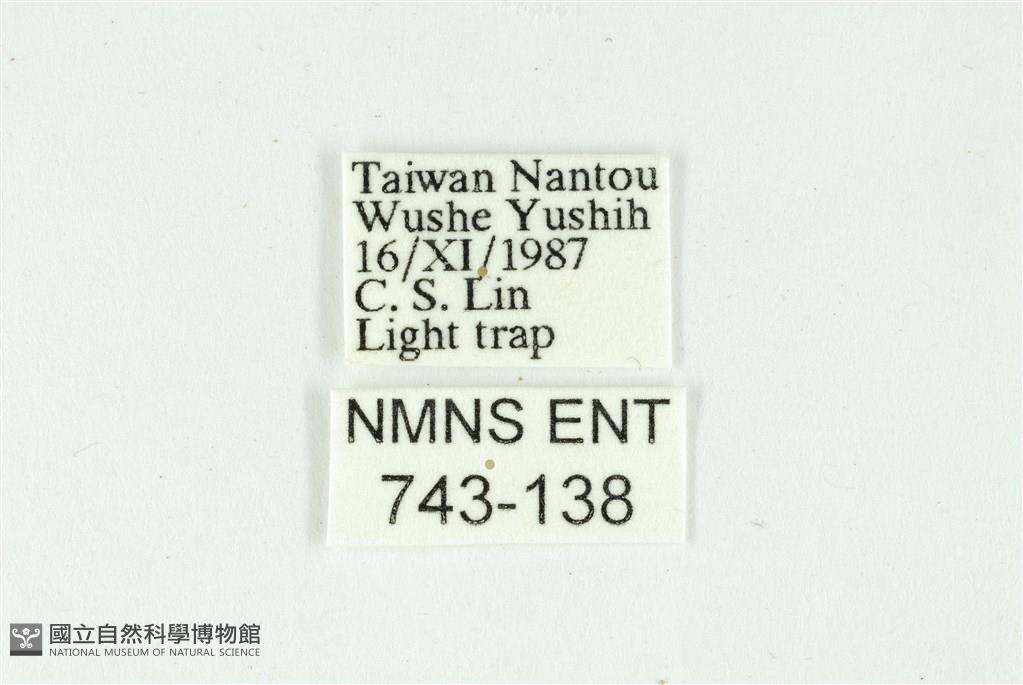 Taiwan Nantou
Wushe Yushih
16/XI/1987
C. S. Lin
Light trap
NMNS ENT
743-138
國立自然科學博物館
NATIONAL MUSEUM OF NATURAL SCIENCE